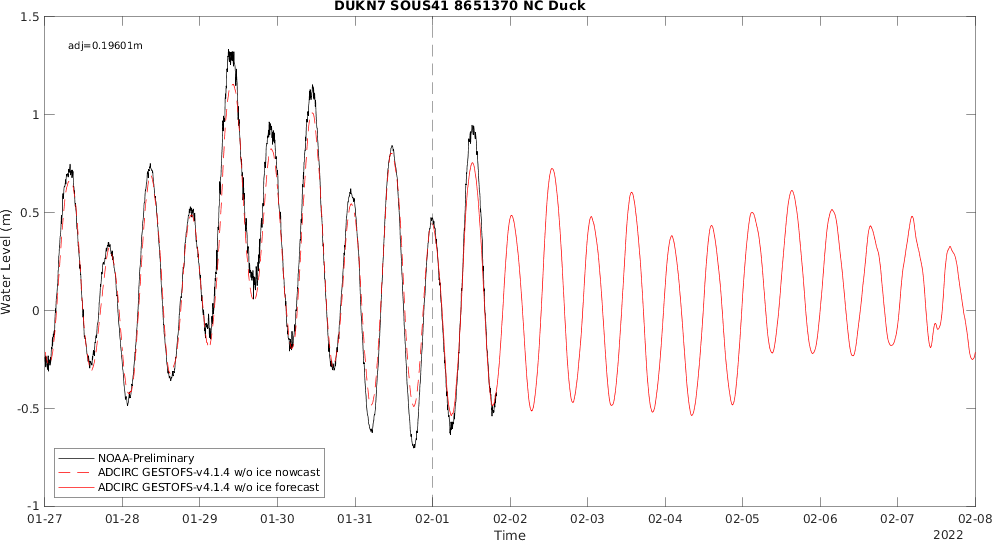 DUKN7 SOUS41 8651370 NC Duck
adj=0.19601m
Water Level (m)
1.5
1
0.5
0
-0.5
-1
NOAA-Preliminary
ADCIRC GESTOFS-v4.1.4 w/o ice nowcast
ADCIRC GESTOFS-v4.1.4 w/o ice forecast
01-27 01-28 01-29 01-30 01-31 02-01 02-02 02-03 02-04 02-05 02-06 02-07 02-08
Time
2022